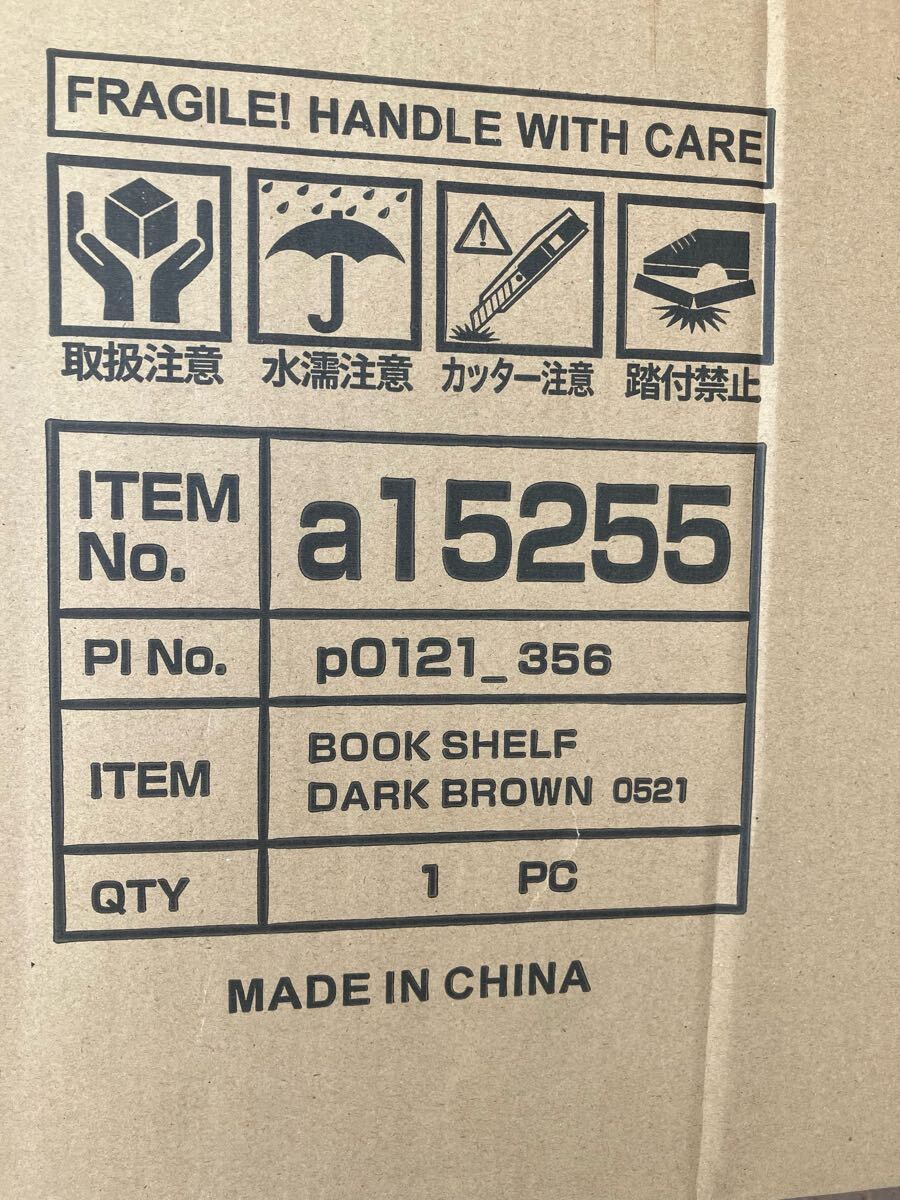 FRAGILE! HANDLE WITH CARE
取扱注意 水濡注意 カッター注意 踏付禁止
ITEM No. a15255
PI No. p0121_356
ITEM BOOK SHELF
DARK BROWN 0521
QTY 1 PC
MADE IN CHINA